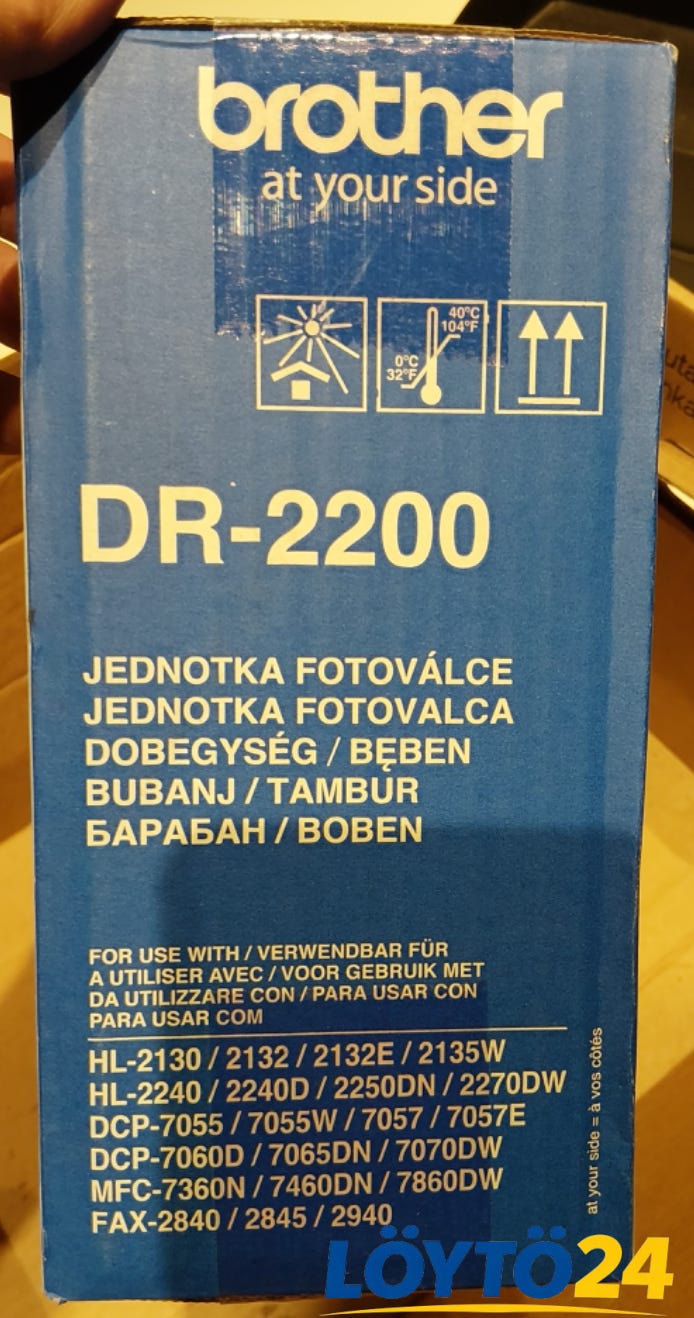 brother
at your side
40°C
104°F
0°C
32°F
DR-2200
JEDNOTKA FOTOVÁLCE
JEDNOTKA FOTOVALCA
DOBEGYSÉG / BĘBEN
BUBANJ / TAMBUR
БАРАБАН / BOBEN
FOR USE WITH / VERWENDBAR FÜR
A UTILISER AVEC / VOOR GEBRUIK MET
DA UTILIZZARE CON / PARA USAR CON
PARA USAR COM
HL-2130 / 2132 / 2132E / 2135W
HL-2240 / 2240D / 2250DN / 2270DW
DCP-7055 / 7055W / 7057 / 7057E
DCP-7060D / 7065DN / 7070DW
MFC-7360N / 7460DN / 7860DW
FAX-2840 / 2845 / 2940
at your side = à vos côtés
LÖYTÖ24